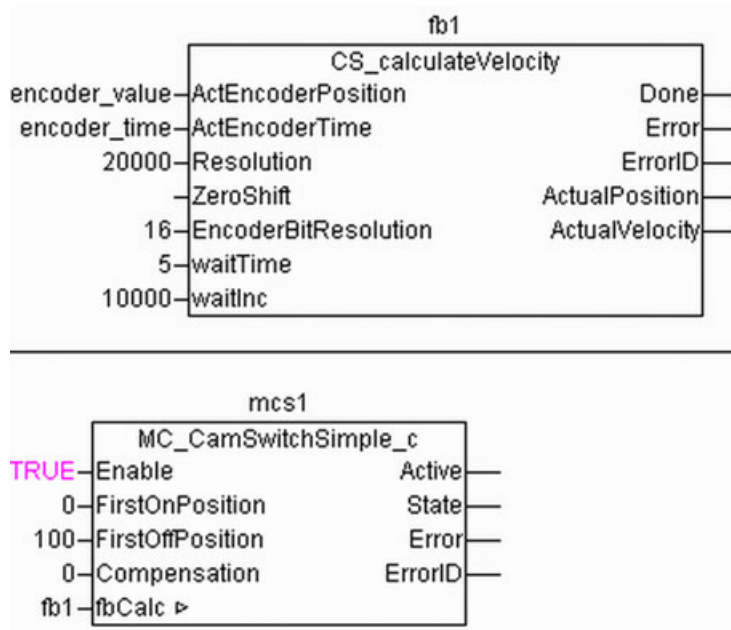 fb1
CS_calculateVelocity
encoder_value ActEncoderPosition Done
encoder_time ActEncoderTime Error
20000 Resolution ErrorID
ZeroShift ActualPosition
16 EncoderBitResolution ActualVelocity
5 waitTime
10000 waitInc
mcs1
MC_CamSwitchSimple_c
TRUE Enable Active
0 FirstOnPosition State
100 FirstOffPosition Error
0 Compensation ErrorID
fb1 fbCalc